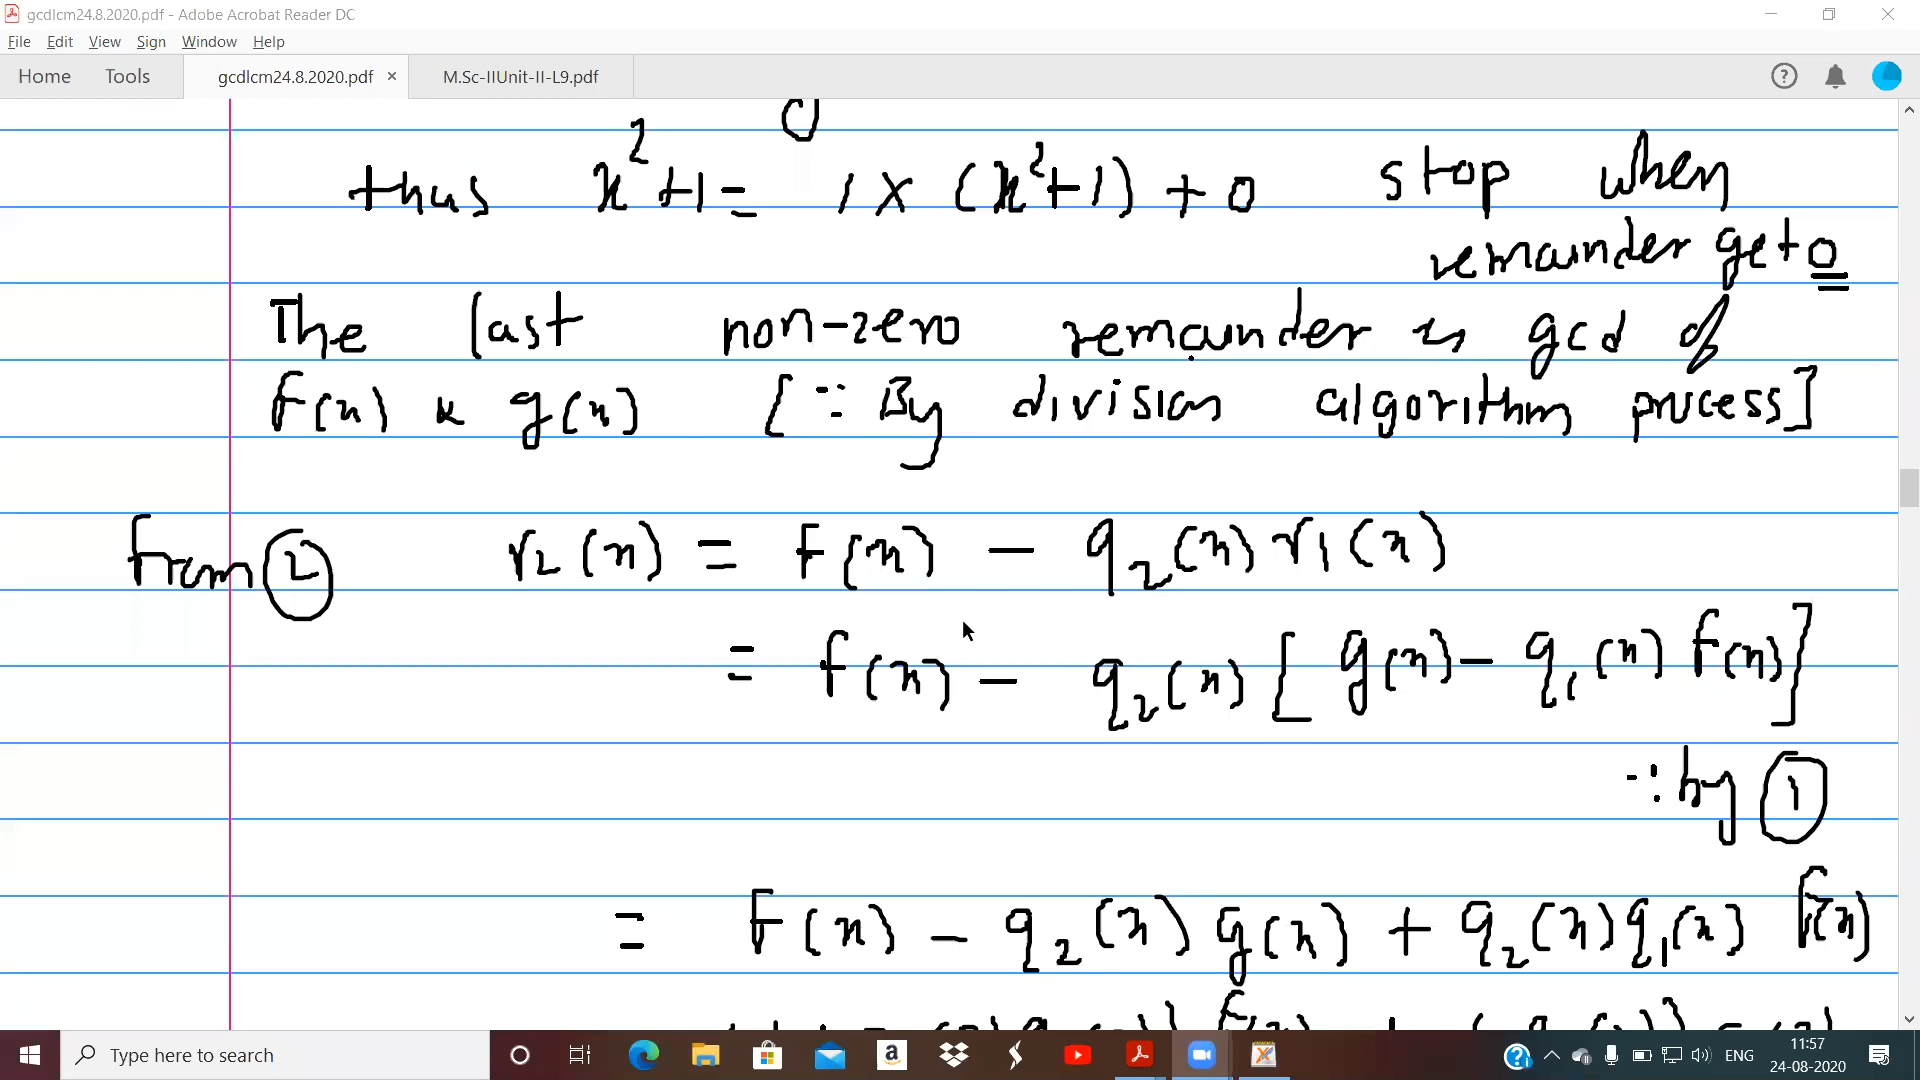 gcdlcm24.8.2020.pdf - Adobe Acrobat Reader DC
File Edit View Sign Window Help
Home Tools gcdlcm24.8.2020.pdf × M.Sc-IIUnit-II-L9.pdf
thus x²+1 = 1 × (x²+1) + 0 stop when
remainder get 0
The last non-zero remainder is gcd of
f(x) & g(x) [∵ By division algorithm process]
From ② r₂(x) = f(x) − q₂(x) r₁(x)
= f(x) − q₂(x) [g(x) − q₁(x) f(x)]
∵ by ①
= f(x) − q₂(x) g(x) + q₂(x) q₁(x) f(x)
Type here to search
ENG
11:57
24-08-2020